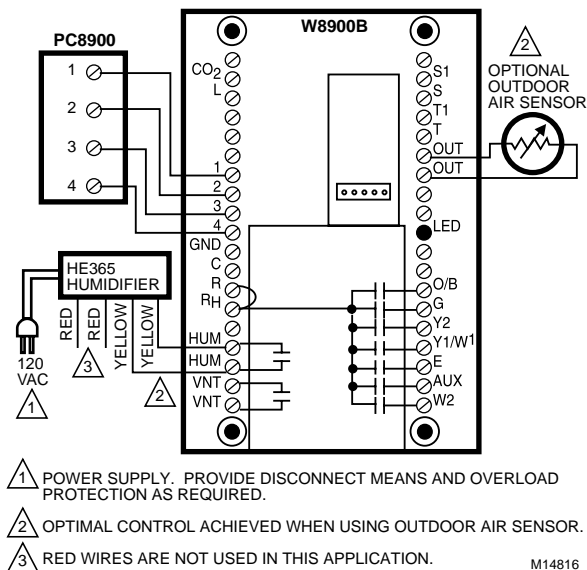 W8900B
PC8900
1
2
3
4
CO2
L
1
2
3
4
GND
C
R
RH
HUM
HUM
VNT
VNT
S1
S
T1
T
OUT
OUT
LED
O/B
G
Y2
Y1/W1
E
AUX
W2
2
OPTIONAL
OUTDOOR
AIR SENSOR
HE365
HUMIDIFIER
RED
RED
YELLOW
YELLOW
120
VAC
1
3
2
1 POWER SUPPLY. PROVIDE DISCONNECT MEANS AND OVERLOAD
PROTECTION AS REQUIRED.
2 OPTIMAL CONTROL ACHIEVED WHEN USING OUTDOOR AIR SENSOR.
3 RED WIRES ARE NOT USED IN THIS APPLICATION.
M14816